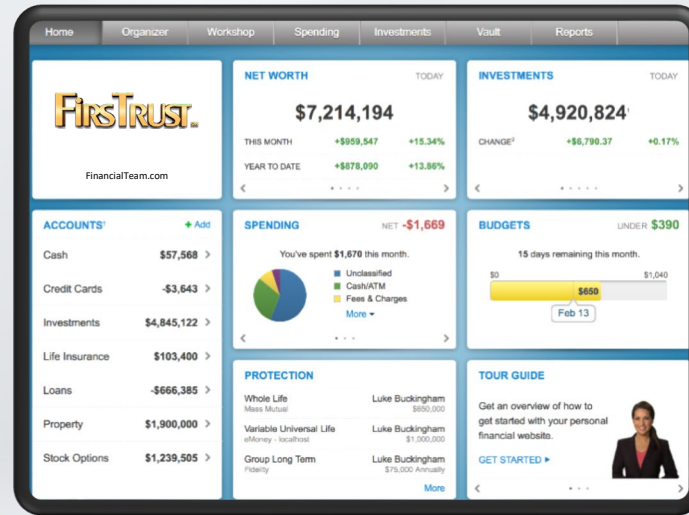 Home Organizer Workshop Spending Investments Vault Reports
FIRSTRUST
FinancialTeam.com
NET WORTH TODAY
$7,214,194
THIS MONTH +$959,547 +15.34%
YEAR TO DATE +$878,090 +13.86%
INVESTMENTS TODAY
$4,920,824¹
CHANGE² +$6,790.37 +0.17%
ACCOUNTS¹ + Add
Cash $57,568
Credit Cards -$3,643
Investments $4,845,122
Life Insurance $103,400
Loans -$666,385
Property $1,900,000
Stock Options $1,239,505
SPENDING NET -$1,669
You've spent $1,670 this month.
Unclassified
Cash/ATM
Fees & Charges
More
BUDGETS UNDER $390
15 days remaining this month.
$0 $1,040
$650
Feb 13
PROTECTION
Whole Life Luke Buckingham
Mass Mutual $650,000
Variable Universal Life Luke Buckingham
eMoney - localhost $1,000,000
Group Long Term Luke Buckingham
Fidelity $75,000 Annually
More
TOUR GUIDE
Get an overview of how to
get started with your personal
financial website.
GET STARTED